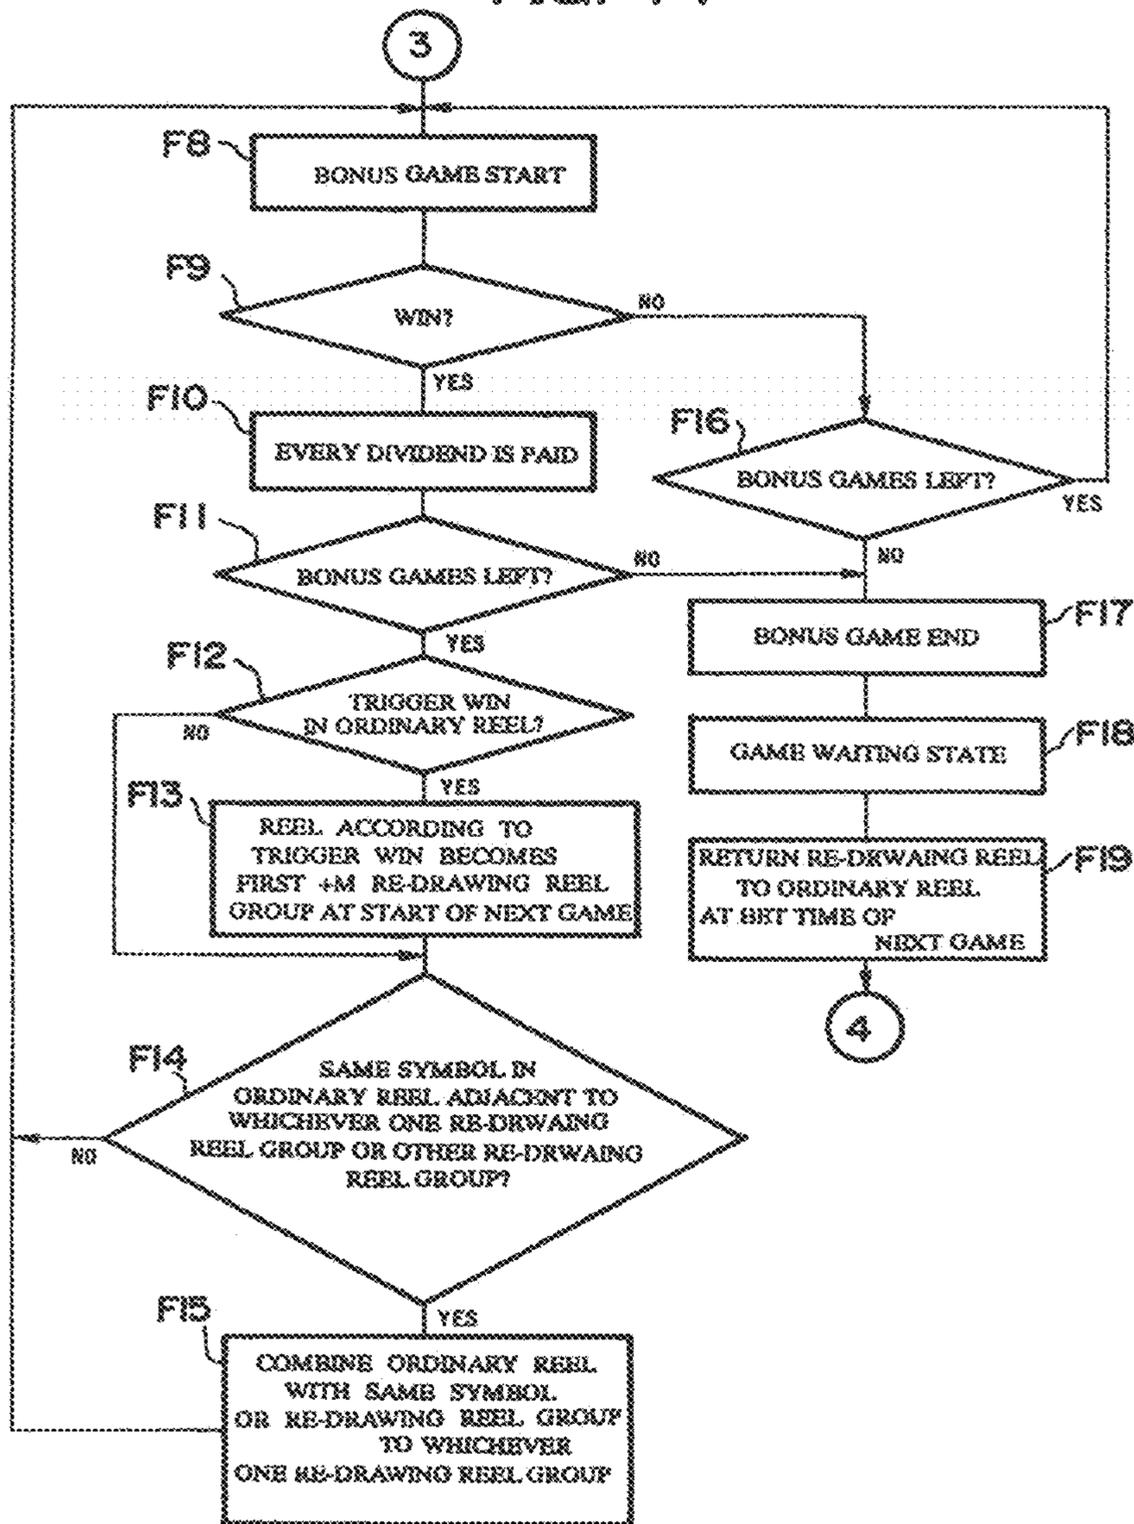 3
F8
BONUS GAME START
F9
WIN?
NO
YES
F10
EVERY DIVIDEND IS PAID
F16
BONUS GAMES LEFT?
YES
NO
F11
BONUS GAMES LEFT?
NO
YES
F17
BONUS GAME END
F12
TRIGGER WIN
IN ORDINARY REEL?
NO
YES
F18
GAME WAITING STATE
F13
REEL ACCORDING TO
TRIGGER WIN BECOMES
FIRST +M RE-DRAWING REEL
GROUP AT START OF NEXT GAME
F19
RETURN RE-DRWAING REEL
TO ORDINARY REEL
AT BET TIME OF
NEXT GAME
4
F14
SAME SYMBOL IN
ORDINARY REEL ADJACENT TO
WHICHEVER ONE RE-DRWAING
REEL GROUP OR OTHER RE-DRWAING
REEL GROUP?
NO
YES
F15
COMBINE ORDINARY REEL
WITH SAME SYMBOL
OR RE-DRAWING REEL GROUP
TO WHICHEVER
ONE RE-DRAWING REEL GROUP